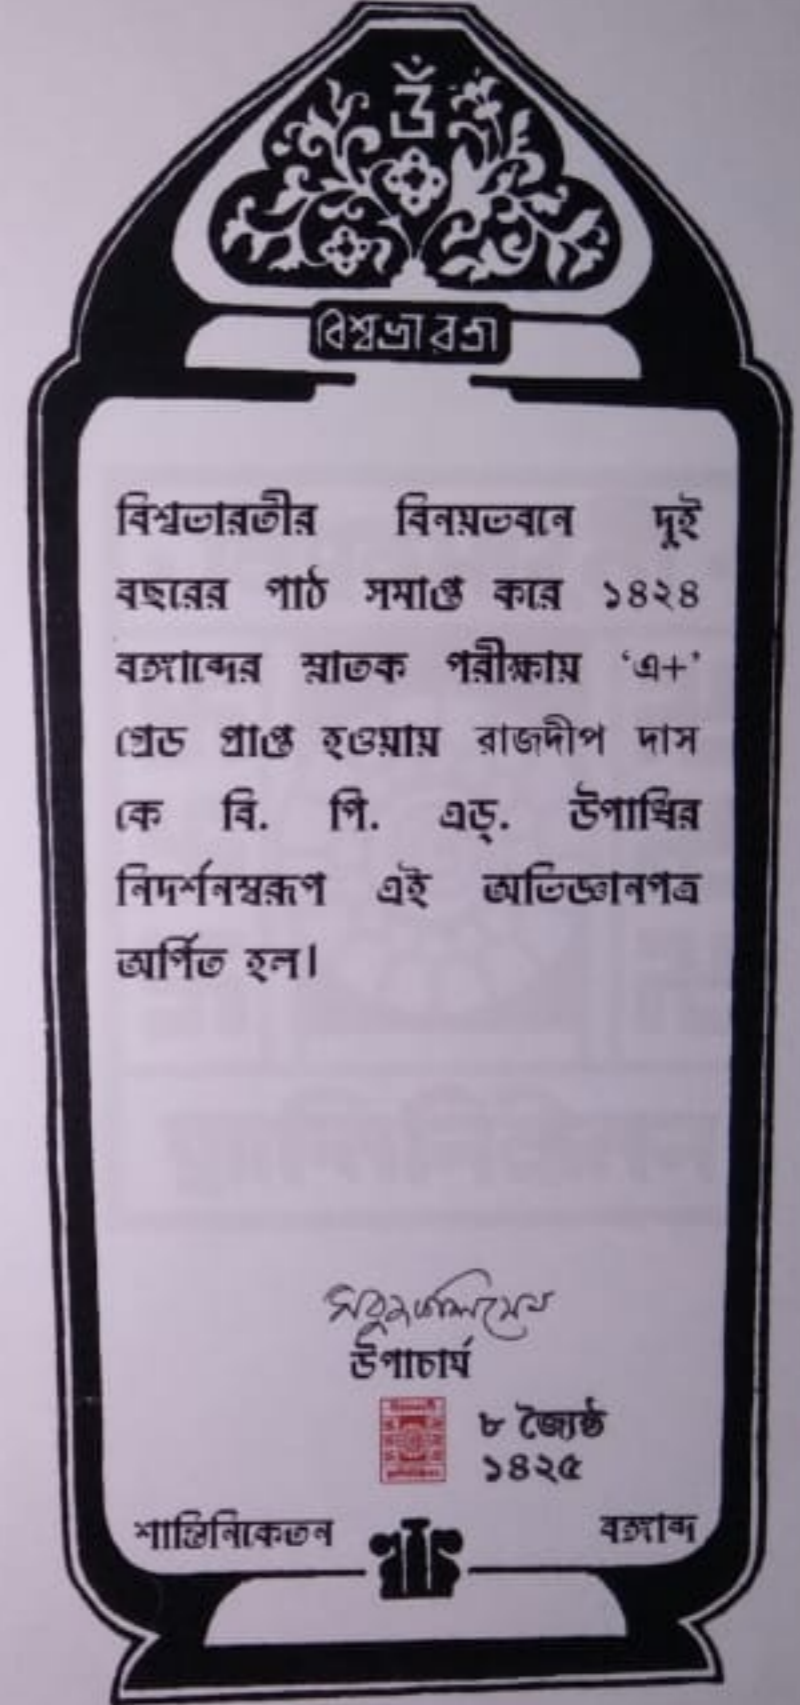 ওঁ
বিশ্বভারতী
বিশ্বভারতীর বিনয়ভবনে দুই
বছরের পাঠ সমাপ্ত করে ১৪২৪
বঙ্গাব্দের স্নাতক পরীক্ষায় ‘এ+’
গ্রেড প্রাপ্ত হওয়ায় রাজদীপ দাস
কে বি. পি. এড্. উপাধির
নিদর্শনস্বরূপ এই অভিজ্ঞানপত্র
অর্পিত হল।
উপাচার্য
৮ জ্যৈষ্ঠ
১৪২৫
শান্তিনিকেতন বঙ্গাব্দ